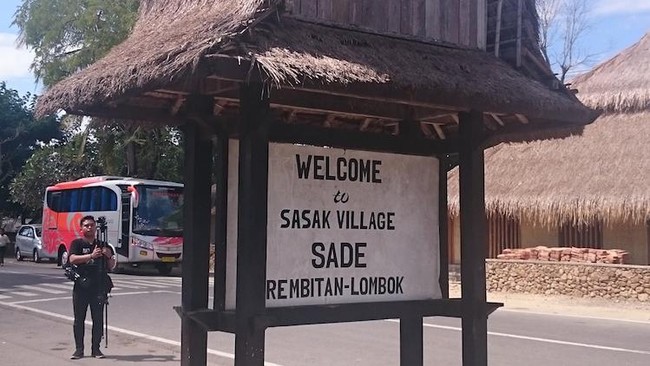 WELCOME
to
SASAK VILLAGE
SADE
REMBITAN-LOMBOK